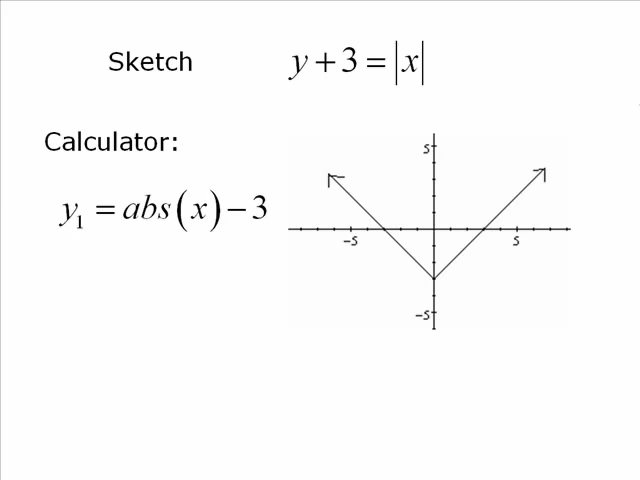 Sketch y + 3 = |x|
Calculator:
y₁ = abs(x) − 3
5
−5 5
−5